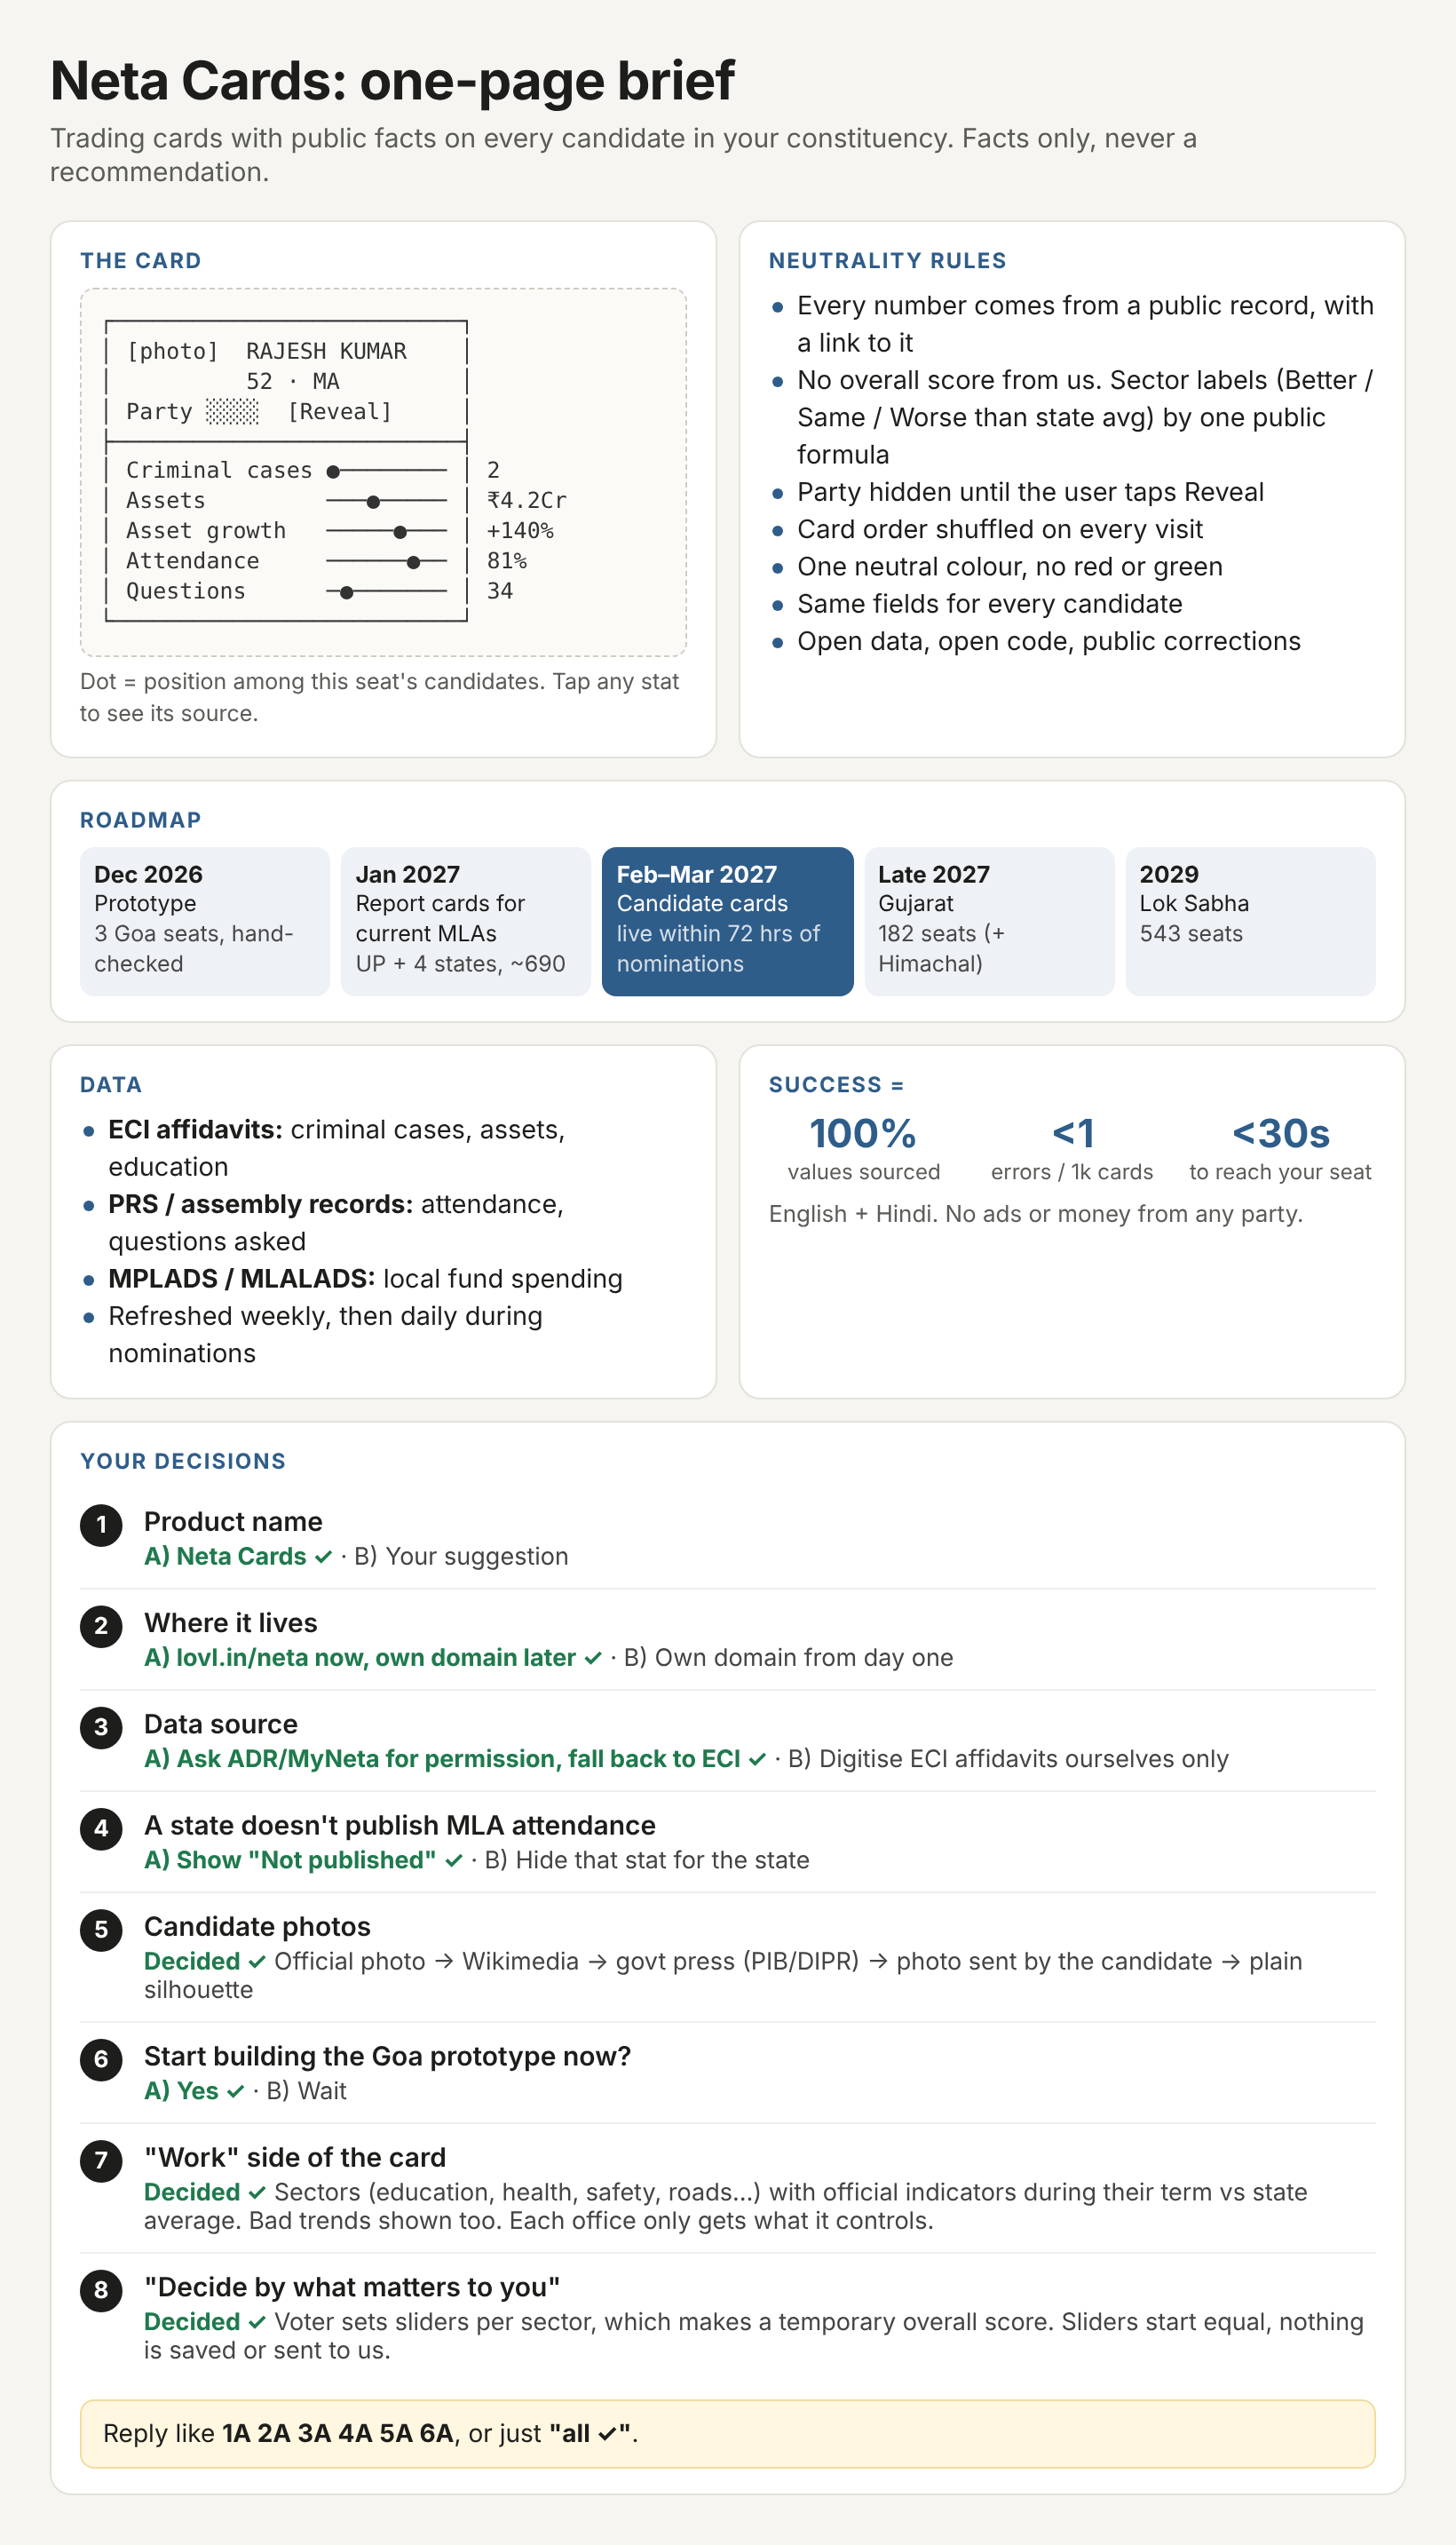 Neta Cards: one-page brief
Trading cards with public facts on every candidate in your constituency. Facts only, never a
recommendation.
THE CARD
[photo] RAJESH KUMAR
52 · MA
Party ░░░░ [Reveal]
Criminal cases 2
Assets ₹4.2Cr
Asset growth +140%
Attendance 81%
Questions 34
Dot = position among this seat's candidates. Tap any stat
to see its source.
NEUTRALITY RULES
• Every number comes from a public record, with
a link to it
• No overall score from us. Sector labels (Better /
Same / Worse than state avg) by one public
formula
• Party hidden until the user taps Reveal
• Card order shuffled on every visit
• One neutral colour, no red or green
• Same fields for every candidate
• Open data, open code, public corrections
ROADMAP
Dec 2026
Prototype
3 Goa seats, hand-
checked
Jan 2027
Report cards for
current MLAs
UP + 4 states, ~690
Feb–Mar 2027
Candidate cards
live within 72 hrs of
nominations
Late 2027
Gujarat
182 seats (+
Himachal)
2029
Lok Sabha
543 seats
DATA
• ECI affidavits: criminal cases, assets,
education
• PRS / assembly records: attendance,
questions asked
• MPLADS / MLALADS: local fund spending
• Refreshed weekly, then daily during
nominations
SUCCESS =
100%
values sourced
<1
errors / 1k cards
<30s
to reach your seat
English + Hindi. No ads or money from any party.
YOUR DECISIONS
1 Product name
A) Neta Cards ✓ · B) Your suggestion
2 Where it lives
A) lovl.in/neta now, own domain later ✓ · B) Own domain from day one
3 Data source
A) Ask ADR/MyNeta for permission, fall back to ECI ✓ · B) Digitise ECI affidavits ourselves only
4 A state doesn't publish MLA attendance
A) Show "Not published" ✓ · B) Hide that stat for the state
5 Candidate photos
Decided ✓ Official photo → Wikimedia → govt press (PIB/DIPR) → photo sent by the candidate → plain
silhouette
6 Start building the Goa prototype now?
A) Yes ✓ · B) Wait
7 "Work" side of the card
Decided ✓ Sectors (education, health, safety, roads…) with official indicators during their term vs state
average. Bad trends shown too. Each office only gets what it controls.
8 "Decide by what matters to you"
Decided ✓ Voter sets sliders per sector, which makes a temporary overall score. Sliders start equal, nothing
is saved or sent to us.
Reply like 1A 2A 3A 4A 5A 6A, or just "all ✓".